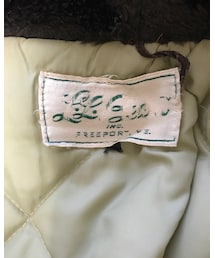 L.L. Bean
INC.
FREEPORT, ME.